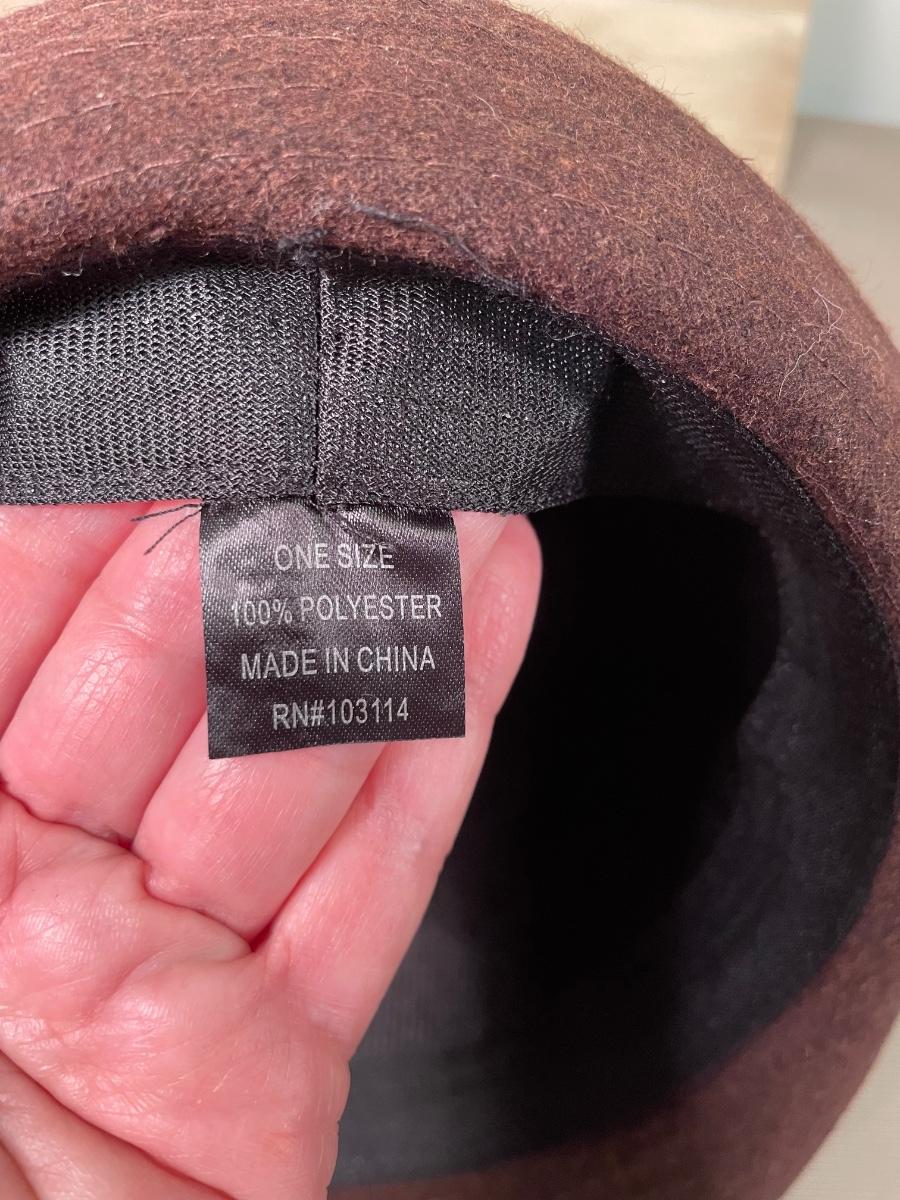 ONE SIZE
100% POLYESTER
MADE IN CHINA
RN#103114